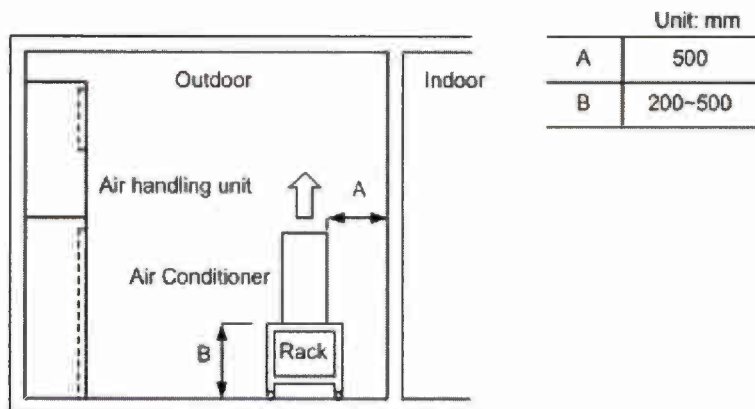 Unit: mm
A 500
B 200~500
Outdoor
Indoor
Air handling unit
A
Air Conditioner
B
Rack